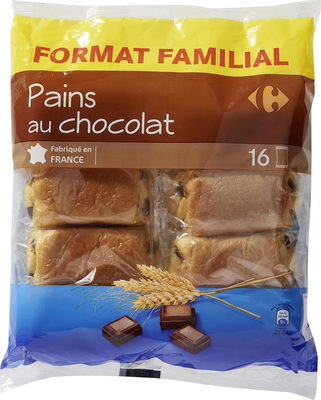 FORMAT FAMILIAL
Pains
au chocolat
Fabriqué en
FRANCE
16